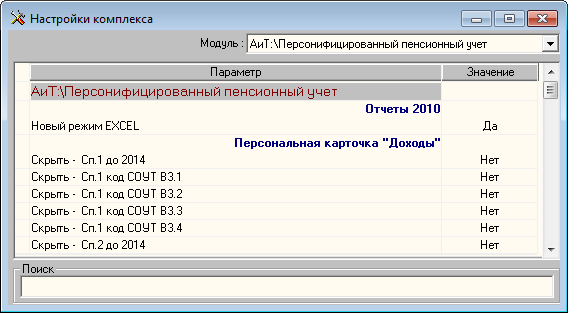 Настройки комплекса
Модуль : АиТ:\Персонифицированный пенсионный учет
Параметр Значение
АиТ:\Персонифицированный пенсионный учет
Отчеты 2010
Новый режим EXCEL Да
Персональная карточка "Доходы"
Скрыть - Сп.1 до 2014 Нет
Скрыть - Сп.1 код СОУТ В3.1 Нет
Скрыть - Сп.1 код СОУТ В3.2 Нет
Скрыть - Сп.1 код СОУТ В3.3 Нет
Скрыть - Сп.1 код СОУТ В3.4 Нет
Скрыть - Сп.2 до 2014 Нет
Поиск